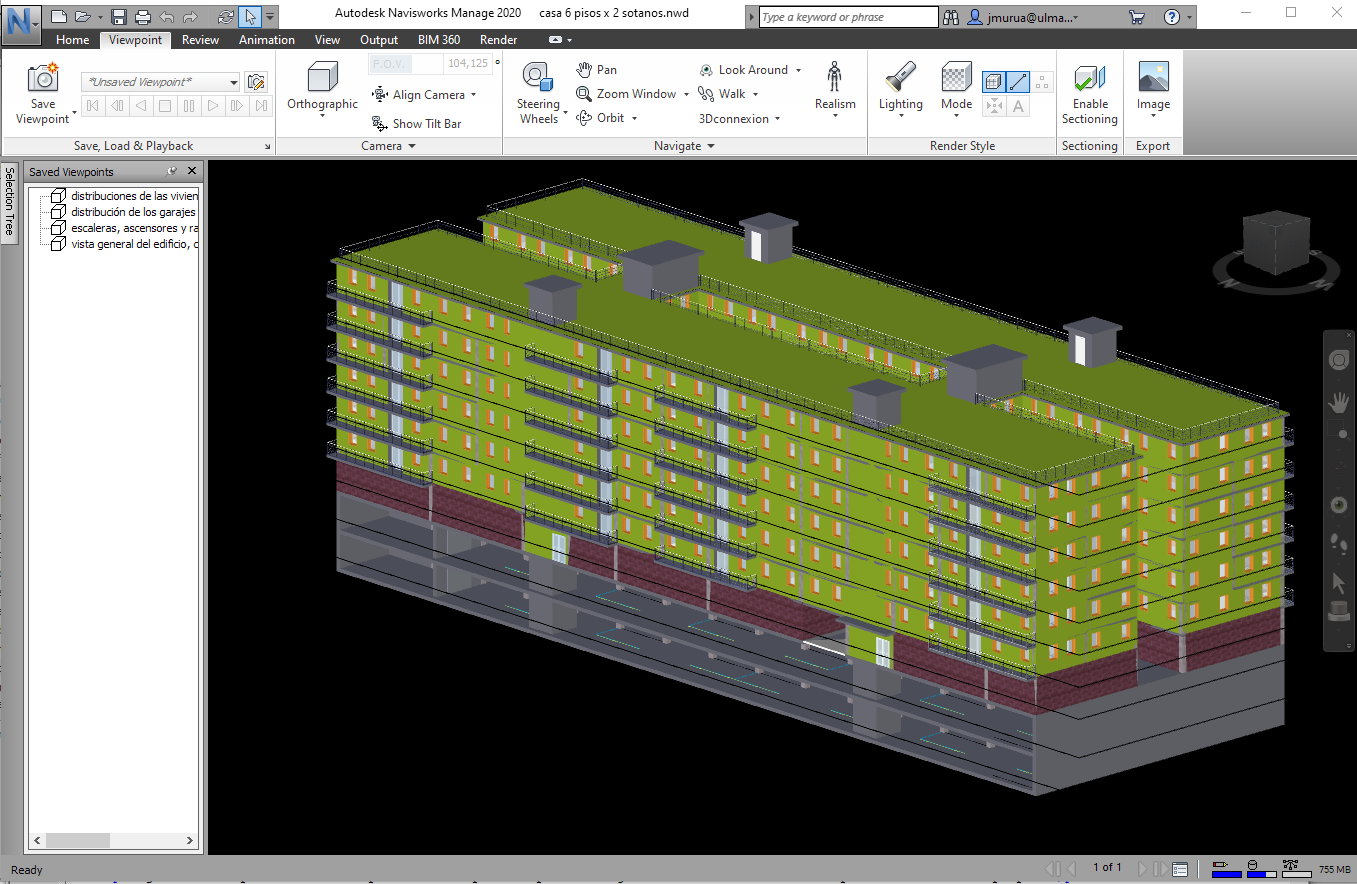 Autodesk Navisworks Manage 2020 casa 6 pisos x 2 sotanos.nwd
Type a keyword or phrase
jmurua@ulma...
Home Viewpoint Review Animation View Output BIM 360 Render
Save Viewpoint
*Unsaved Viewpoint*
Save, Load & Playback
Orthographic
F.O.V. 104,125 °
Align Camera
Show Tilt Bar
Camera
Steering Wheels
Pan
Zoom Window
Orbit
Look Around
Walk
3Dconnexion
Realism
Navigate
Lighting
Mode
A
Render Style
Enable Sectioning
Sectioning
Image
Export
Selection Tree
Saved Viewpoints
distribuciones de las vivien
distribución de los garajes
escaleras, ascensores y ra
vista general del edificio, c
Ready
1 of 1
755 MB